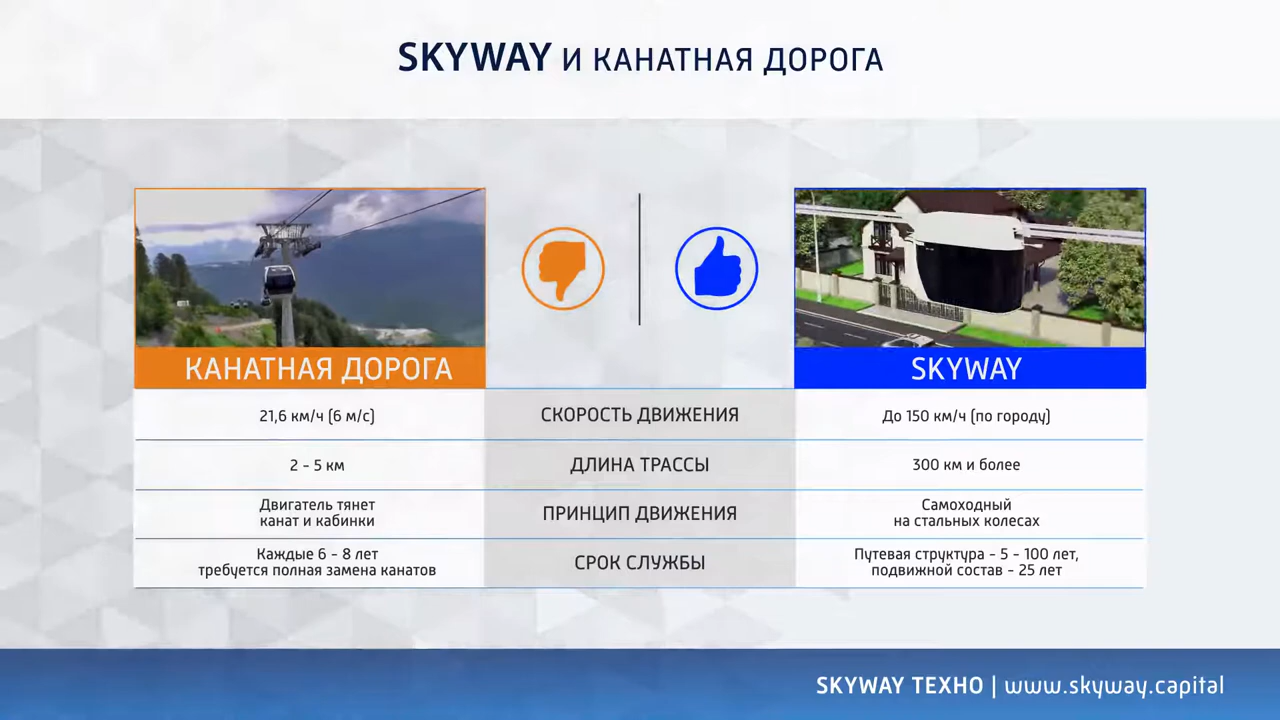 SKYWAY И КАНАТНАЯ ДОРОГА
КАНАТНАЯ ДОРОГА
SKYWAY
21,6 км/ч (6 м/с)
СКОРОСТЬ ДВИЖЕНИЯ
До 150 км/ч (по городу)
2 - 5 км
ДЛИНА ТРАССЫ
300 км и более
Двигатель тянет
канат и кабинки
ПРИНЦИП ДВИЖЕНИЯ
Самоходный
на стальных колесах
Каждые 6 - 8 лет
требуется полная замена канатов
СРОК СЛУЖБЫ
Путевая структура - 5 - 100 лет,
подвижной состав - 25 лет
SKYWAY ТЕХНО | www.skyway.capital